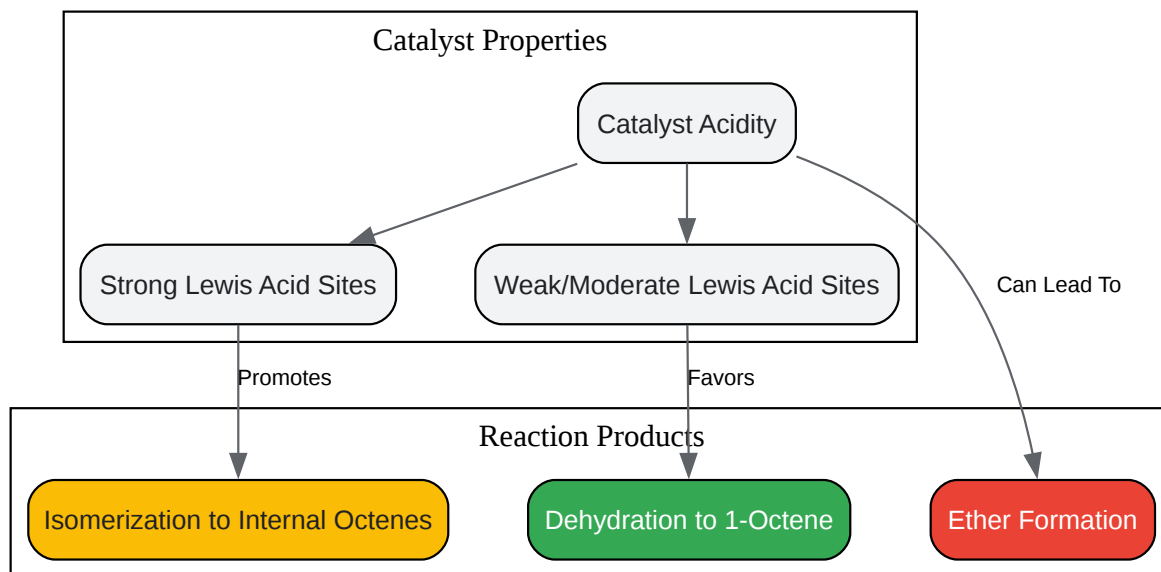 Catalyst Properties
Catalyst Acidity
Strong Lewis Acid Sites
Weak/Moderate Lewis Acid Sites
Can Lead To
Promotes
Favors
Reaction Products
Isomerization to Internal Octenes
Dehydration to 1-Octene
Ether Formation